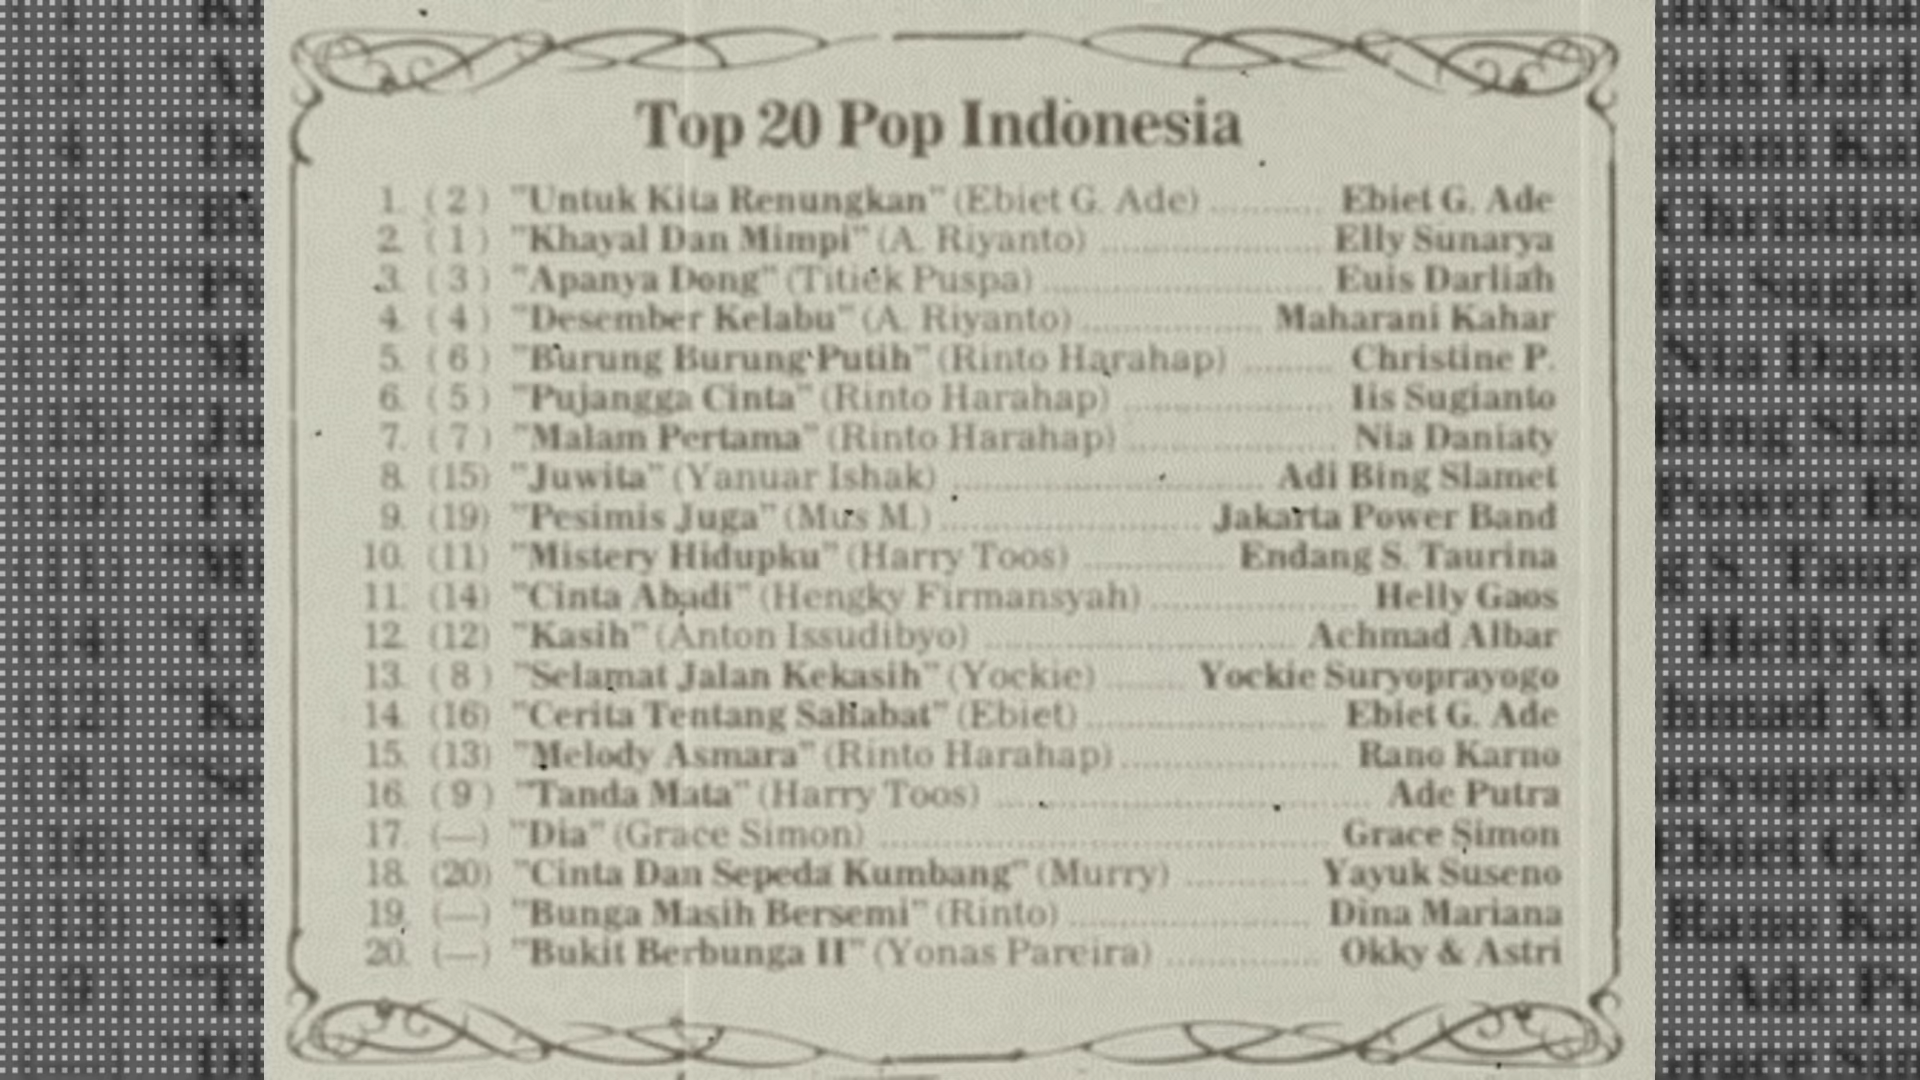 Top 20 Pop Indonesia
1. ( 2 ) "Untuk Kita Renungkan" (Ebiet G. Ade) .......... Ebiet G. Ade
2. ( 1 ) "Khayal Dan Mimpi" (A. Riyanto) .......... Elly Sunarya
3. ( 3 ) "Apanya Dong" (Titiek Puspa) .......... Euis Darliah
4. ( 4 ) "Desember Kelabu" (A. Riyanto) .......... Maharani Kahar
5. ( 6 ) "Burung Burung Putih" (Rinto Harahap) .......... Christine P.
6. ( 5 ) "Pujangga Cinta" (Rinto Harahap) .......... Iis Sugianto
7. ( 7 ) "Malam Pertama" (Rinto Harahap) .......... Nia Daniaty
8. (15) "Juwita" (Yanuar Ishak) .......... Adi Bing Slamet
9. (19) "Pesimis Juga" (Mus M.) .......... Jakarta Power Band
10. (11) "Mistery Hidupku" (Harry Toos) .......... Endang S. Taurina
11. (14) "Cinta Abadi" (Hengky Firmansyah) .......... Helly Gaos
12. (12) "Kasih" (Anton Issudibyo) .......... Achmad Albar
13. ( 8 ) "Selamat Jalan Kekasih" (Yockie) .......... Yockie Suryoprayogo
14. (16) "Cerita Tentang Sahabat" (Ebiet) .......... Ebiet G. Ade
15. (13) "Melody Asmara" (Rinto Harahap) .......... Rano Karno
16. ( 9 ) "Tanda Mata" (Harry Toos) .......... Ade Putra
17. (—) "Dia" (Grace Simon) .......... Grace Simon
18. (20) "Cinta Dan Sepeda Kumbang" (Murry) .......... Yayuk Suseno
19. (—) "Bunga Masih Bersemi" (Rinto) .......... Dina Mariana
20. (—) "Bukit Berbunga II" (Yonas Pareira) .......... Okky & Astri